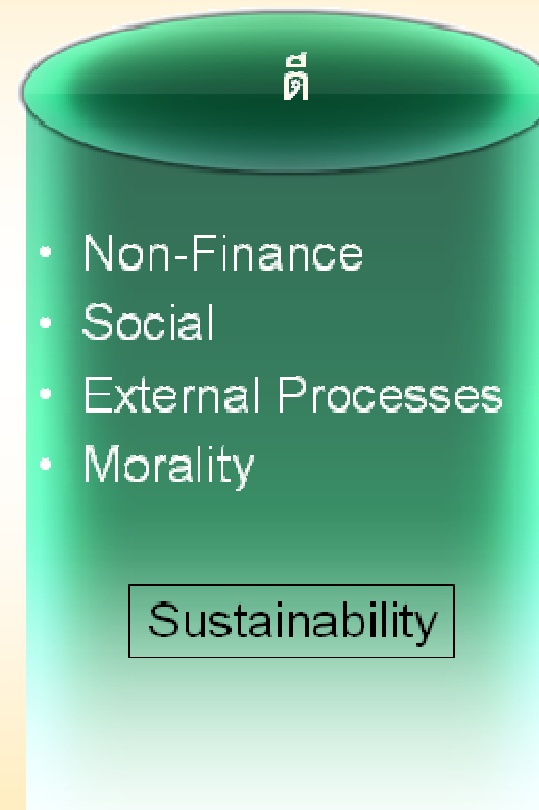 ดี
• Non-Finance
• Social
• External Processes
• Morality
Sustainability